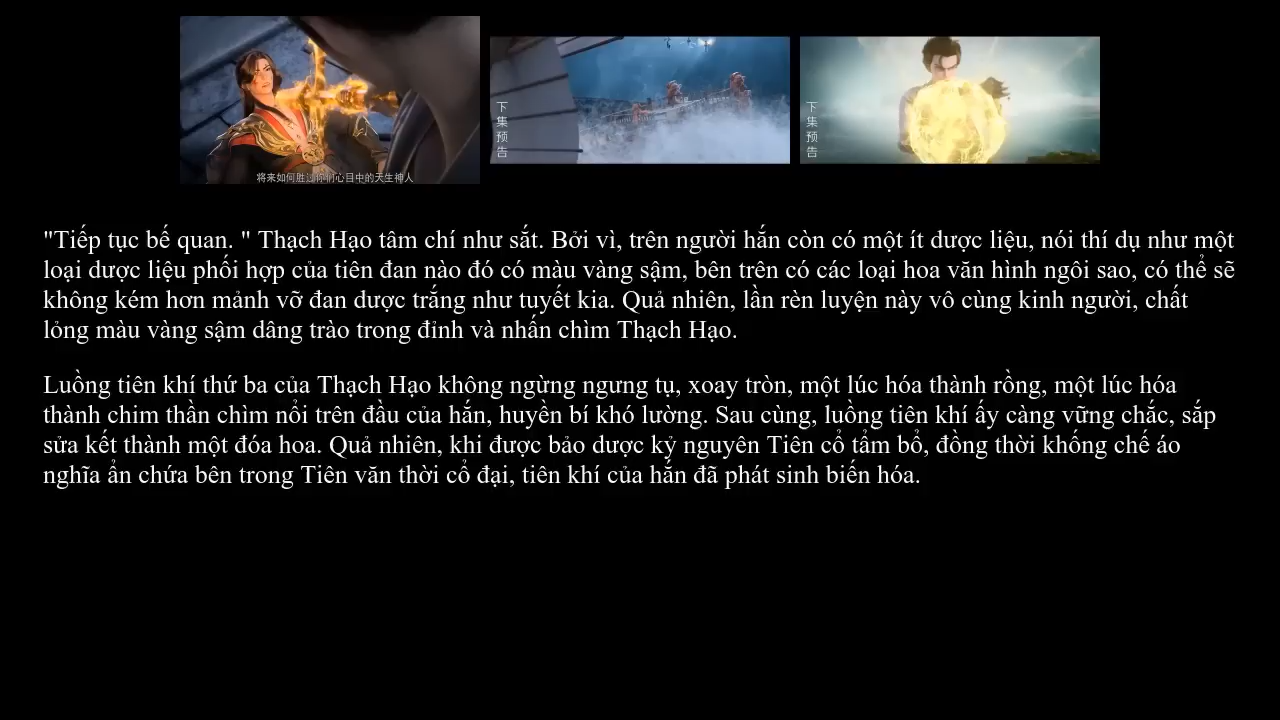 将来如何胜过你们心目中的天生神人
下集预告
下集预告
"Tiếp tục bế quan. " Thạch Hạo tâm chí như sắt. Bởi vì, trên người hắn còn có một ít dược liệu, nói thí dụ như một
loại dược liệu phối hợp của tiên đan nào đó có màu vàng sậm, bên trên có các loại hoa văn hình ngôi sao, có thể sẽ
không kém hơn mảnh vỡ đan dược trắng như tuyết kia. Quả nhiên, lần rèn luyện này vô cùng kinh người, chất
lỏng màu vàng sậm dâng trào trong đỉnh và nhấn chìm Thạch Hạo.
Luồng tiên khí thứ ba của Thạch Hạo không ngừng ngưng tụ, xoay tròn, một lúc hóa thành rồng, một lúc hóa
thành chim thần chìm nổi trên đầu của hắn, huyền bí khó lường. Sau cùng, luồng tiên khí ấy càng vững chắc, sắp
sửa kết thành một đóa hoa. Quả nhiên, khi được bảo dược kỷ nguyên Tiên cổ tẩm bổ, đồng thời khống chế áo
nghĩa ẩn chứa bên trong Tiên văn thời cổ đại, tiên khí của hắn đã phát sinh biến hóa.